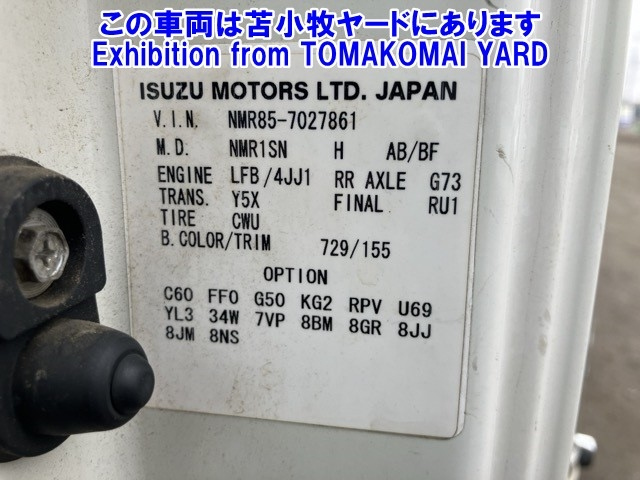 この車両は苫小牧ヤードにあります
Exhibition from TOMAKOMAI YARD
ISUZU MOTORS LTD. JAPAN
V.I.N. NMR85-7027861
M.D. NMR1SN H AB/BF
ENGINE LFB/4JJ1 RR AXLE G73
TRANS. Y5X FINAL RU1
TIRE CWU
B.COLOR/TRIM 729/155
OPTION
C60 FF0 G50 KG2 RPV U69
YL3 34W 7VP 8BM 8GR 8JJ
8JM 8NS